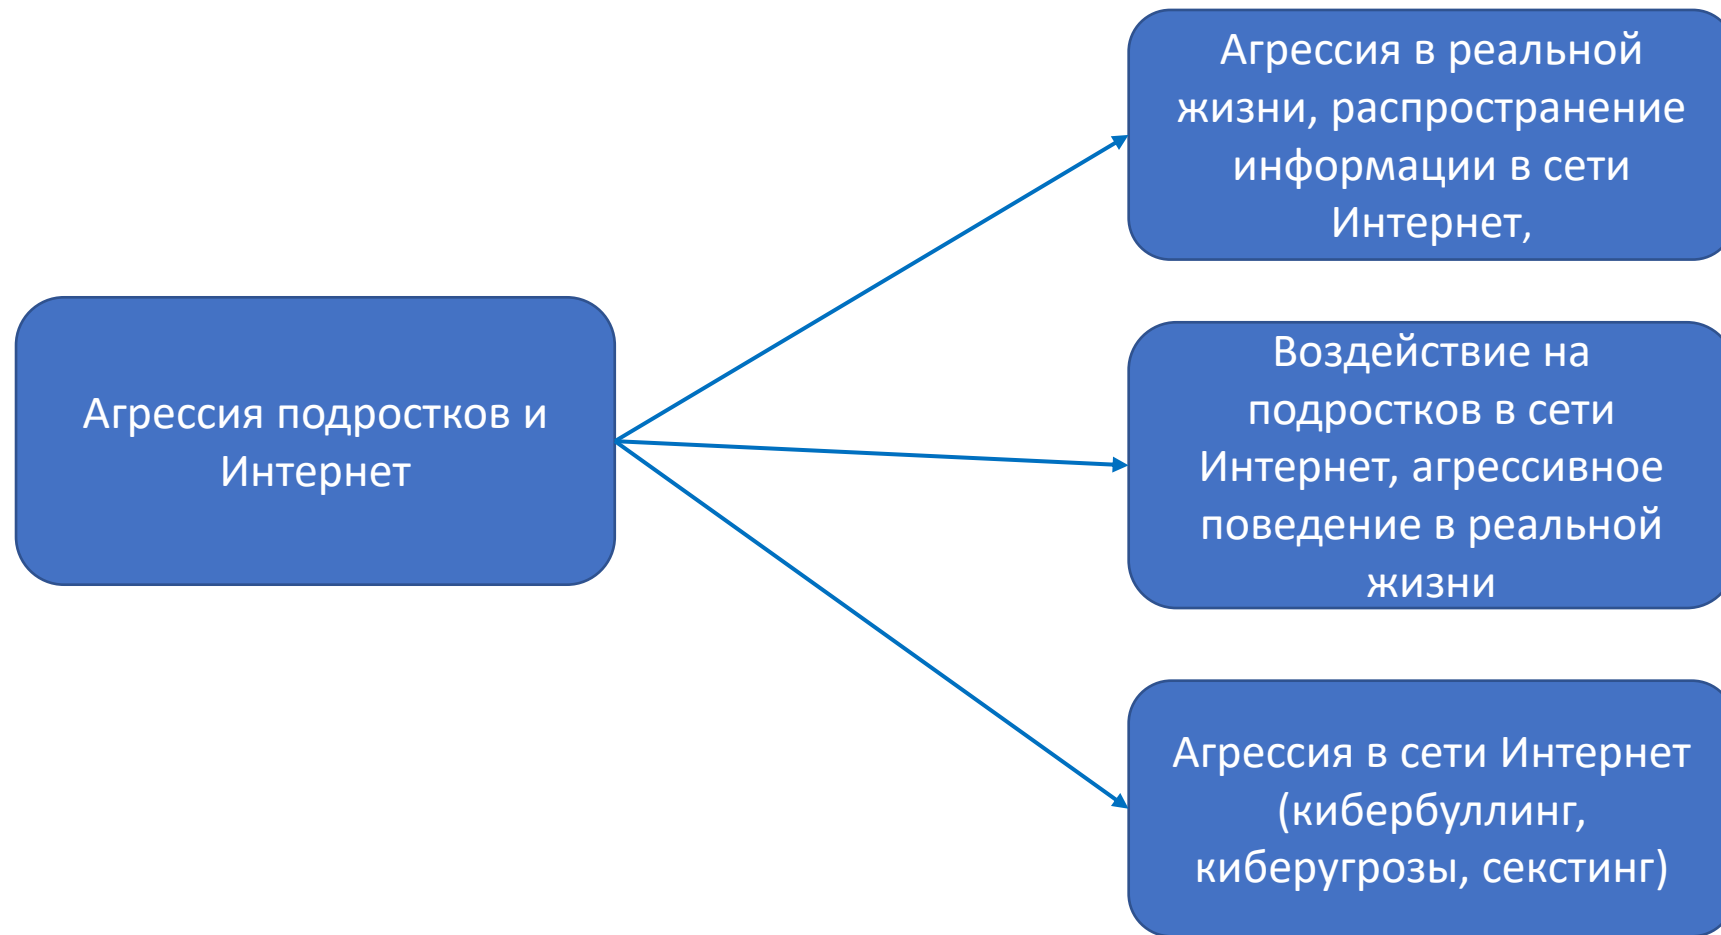 Агрессия подростков и
Интернет
Агрессия в реальной
жизни, распространение
информации в сети
Интернет,
Воздействие на
подростков в сети
Интернет, агрессивное
поведение в реальной
жизни
Агрессия в сети Интернет
(кибербуллинг,
киберугрозы, секстинг)